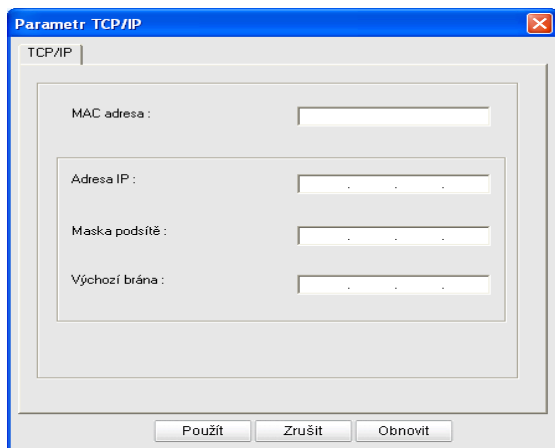 Parametr TCP/IP
TCP/IP
MAC adresa :
Adresa IP :
. . .
Maska podsítě :
. . .
Výchozí brána :
. . .
Použít Zrušit Obnovit